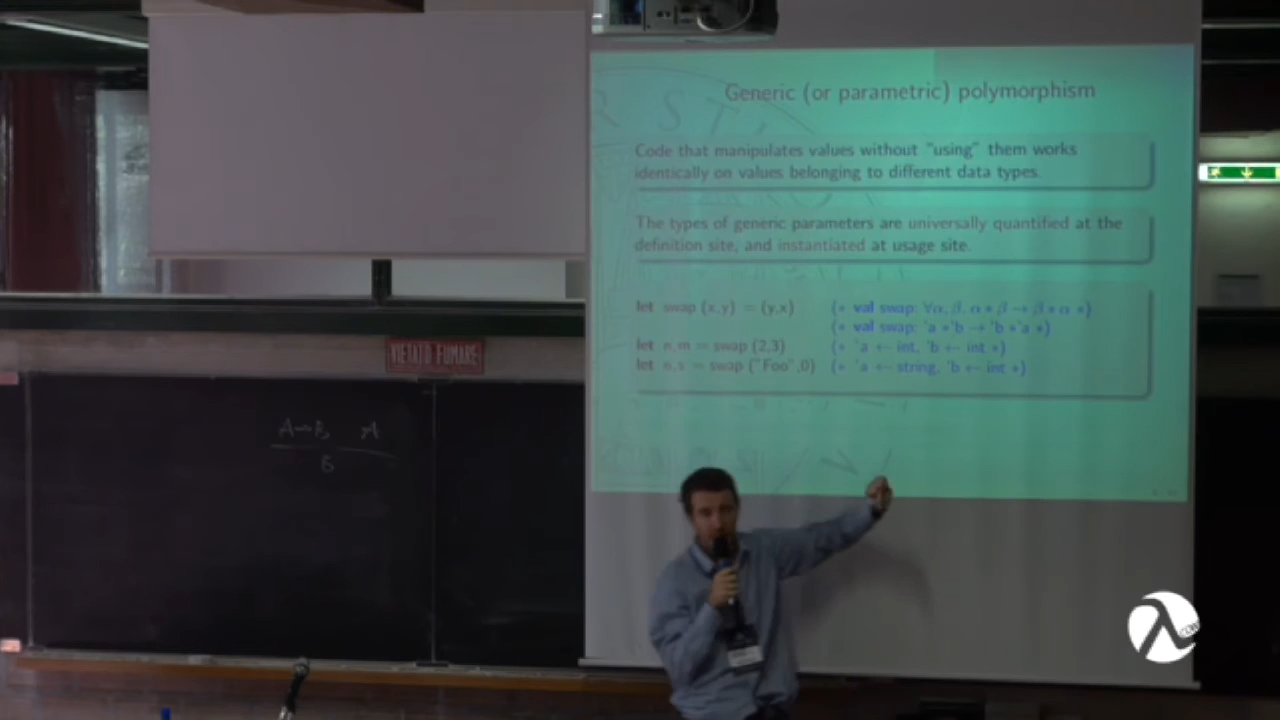 Generic (or parametric) polymorphism
Code that manipulates values without "using" them works
identically on values belonging to different data types.
The types of generic parameters are universally quantified at the
definition site, and instantiated at usage site.
let swap (x,y) = (y,x) (* val swap: ∀α, β. α * β → β * α *)
(* val swap: 'a *'b → 'b *'a *)
let n,m = swap (2,3) (* 'a ← int, 'b ← int *)
let n,s = swap ("Foo",0) (* 'a ← string, 'b ← int *)
VIETATO FUMARE
A→B A
B
λ